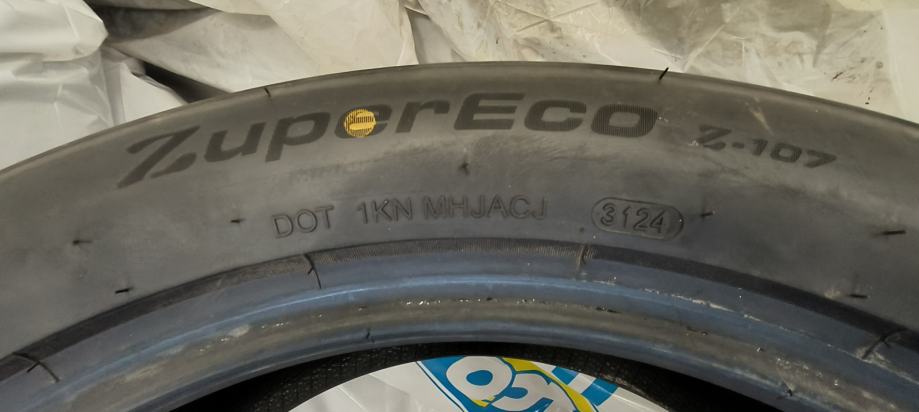 ZuperEco Z-107
DOT 1KN MHJACJ 3124